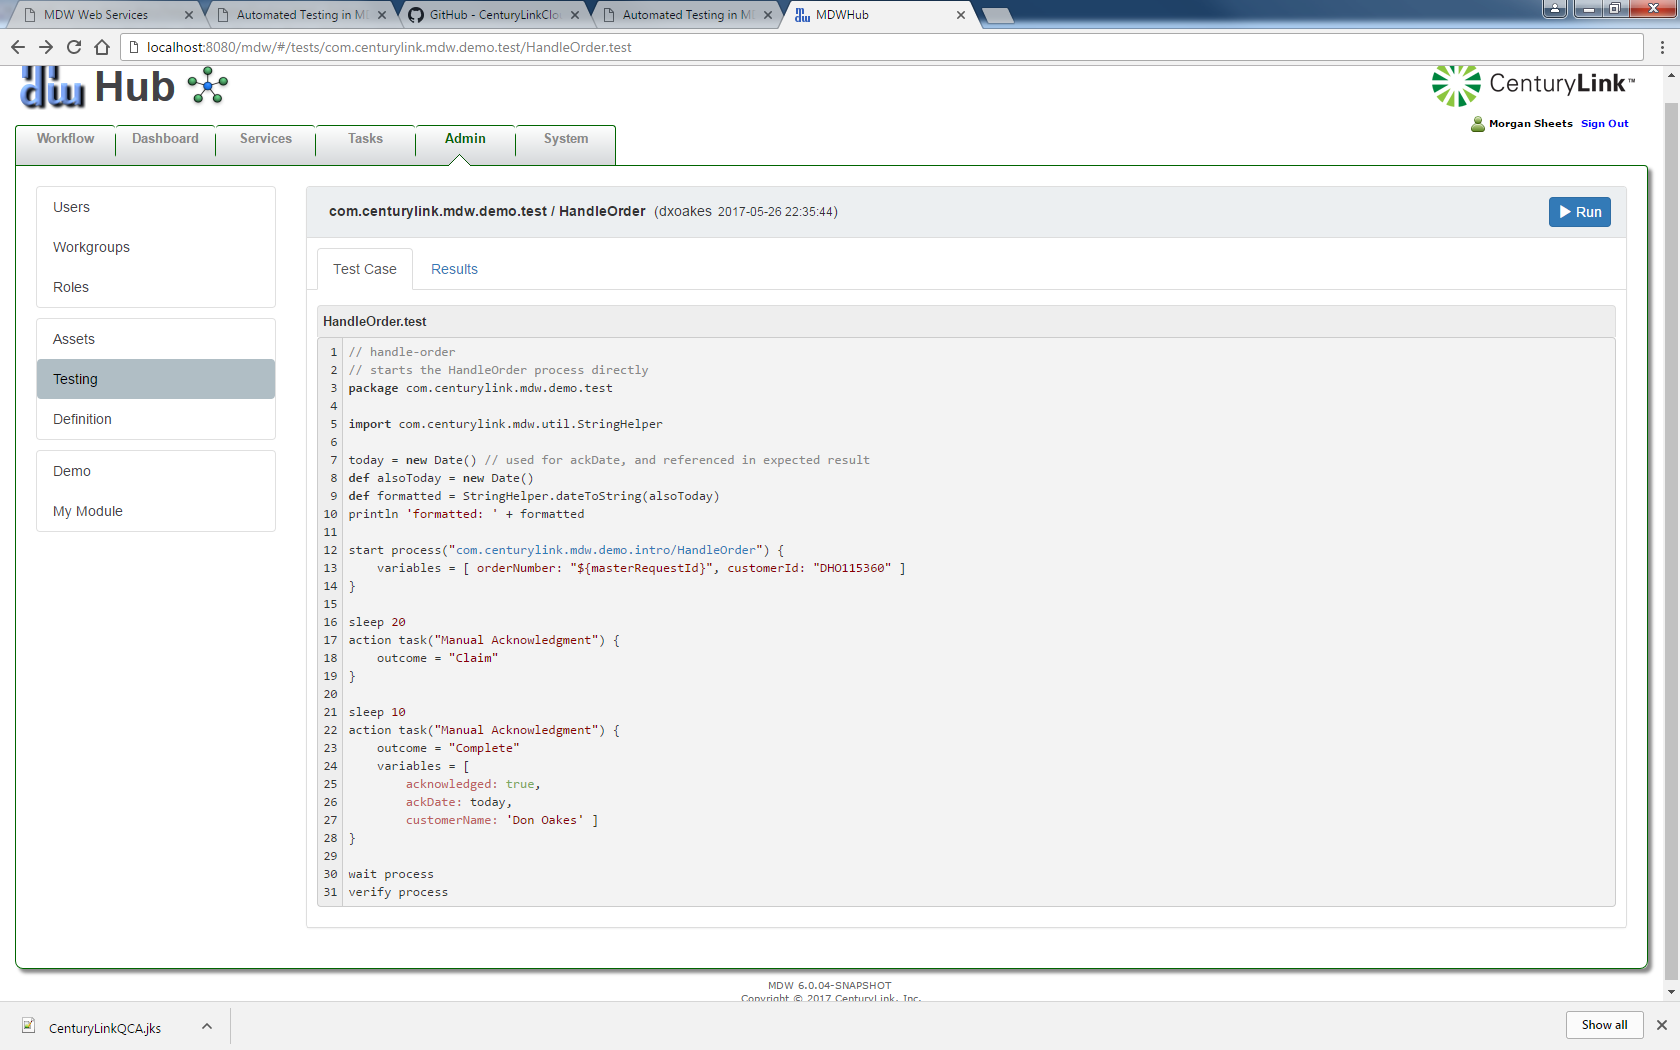 MDW Web Services
Automated Testing in M
GitHub - CenturyLinkClo
Automated Testing in M
MDWHub
localhost:8080/mdw/#/tests/com.centurylink.mdw.demo.test/HandleOrder.test
mdw Hub
CenturyLink™
Morgan Sheets Sign Out
Workflow Dashboard Services Tasks Admin System
Users
Workgroups
Roles
Assets
Testing
Definition
Demo
My Module
com.centurylink.mdw.demo.test / HandleOrder (dxoakes 2017-05-26 22:35:44)
Run
Test Case Results
HandleOrder.test
1 // handle-order
2 // starts the HandleOrder process directly
3 package com.centurylink.mdw.demo.test
4
5 import com.centurylink.mdw.util.StringHelper
6
7 today = new Date() // used for ackDate, and referenced in expected result
8 def alsoToday = new Date()
9 def formatted = StringHelper.dateToString(alsoToday)
10 println 'formatted: ' + formatted
11
12 start process("com.centurylink.mdw.demo.intro/HandleOrder") {
13 variables = [ orderNumber: "${masterRequestId}", customerId: "DHO115360" ]
14 }
15
16 sleep 20
17 action task("Manual Acknowledgment") {
18 outcome = "Claim"
19 }
20
21 sleep 10
22 action task("Manual Acknowledgment") {
23 outcome = "Complete"
24 variables = [
25 acknowledged: true,
26 ackDate: today,
27 customerName: 'Don Oakes' ]
28 }
29
30 wait process
31 verify process
MDW 6.0.04-SNAPSHOT
Copyright © 2017 CenturyLink, Inc.
CenturyLinkQCA.jks
Show all